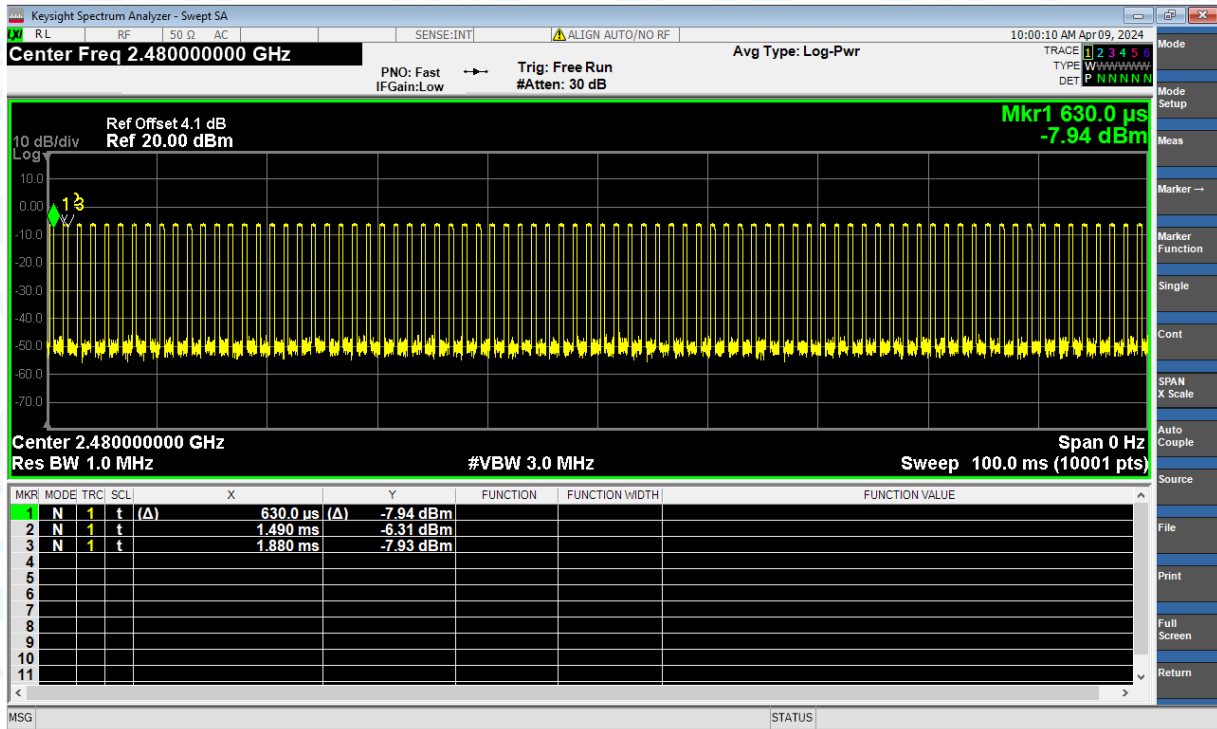 Keysight Spectrum Analyzer - Swept SA
LXI RL RF 50 Ω AC SENSE:INT ALIGN AUTO/NO RF 10:00:10 AM Apr 09, 2024
Center Freq 2.480000000 GHz
PNO: Fast
IFGain:Low
Trig: Free Run
#Atten: 30 dB
Avg Type: Log-Pwr
TRACE 1 2 3 4 5 6
TYPE WWWWWW
DET P N N N N N
Mkr1 630.0 µs
-7.94 dBm
10 dB/div
Log
Ref Offset 4.1 dB
Ref 20.00 dBm
10.0
0.00
-10.0
-20.0
-30.0
-40.0
-50.0
-60.0
-70.0
1
2
3
Center 2.480000000 GHz Span 0 Hz
Res BW 1.0 MHz #VBW 3.0 MHz Sweep 100.0 ms (10001 pts)
MKR MODE TRC SCL X Y FUNCTION FUNCTION WIDTH FUNCTION VALUE
1 N 1 t (Δ) 630.0 µs (Δ) -7.94 dBm
2 N 1 t 1.490 ms -6.31 dBm
3 N 1 t 1.880 ms -7.93 dBm
4
5
6
7
8
9
10
11
MSG STATUS
Mode
Mode
Setup
Meas
Marker →
Marker
Function
Single
Cont
SPAN
X Scale
Auto
Couple
Source
File
Print
Full
Screen
Return